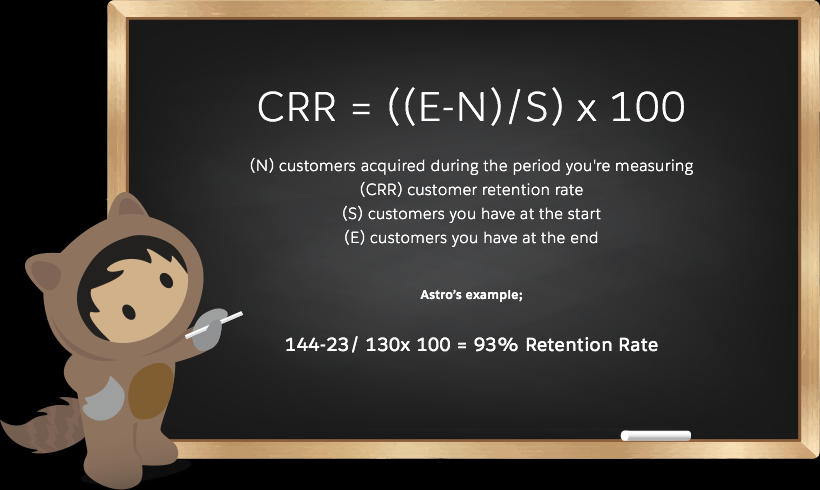 CRR = ((E-N)/S) x 100
(N) customers acquired during the period you're measuring
(CRR) customer retention rate
(S) customers you have at the start
(E) customers you have at the end
Astro's example;
144-23/ 130x 100 = 93% Retention Rate